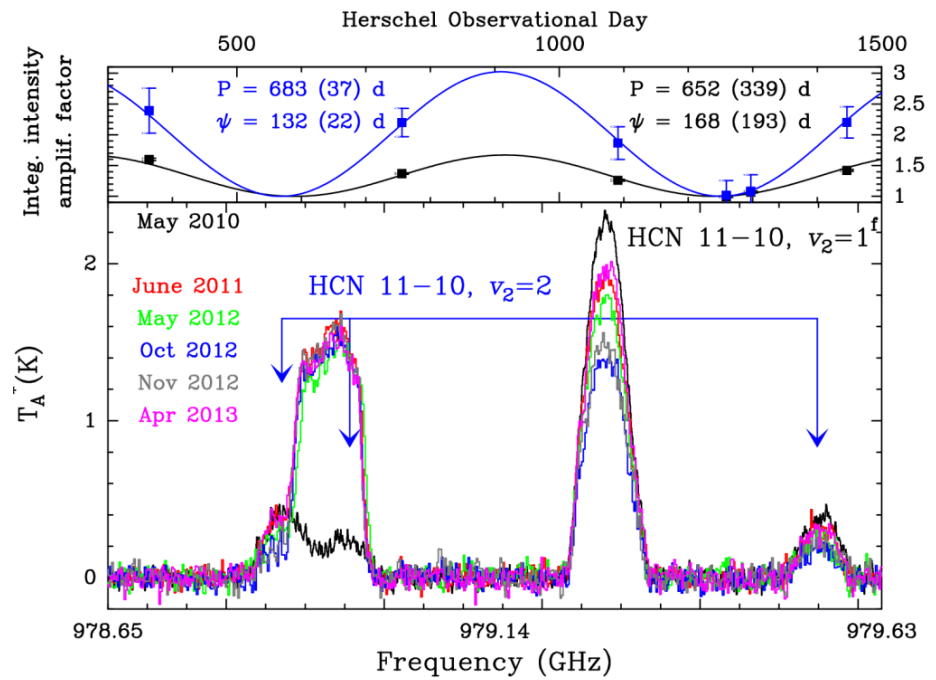 Herschel Observational Day
500 1000 1500
Integ. intensity
amplif. factor
P = 683 (37) d
ψ = 132 (22) d
P = 652 (339) d
ψ = 168 (193) d
3
2.5
2
1.5
1
May 2010
HCN 11−10, v₂=1ᶠ
June 2011
HCN 11−10, v₂=2
May 2012
Oct 2012
Nov 2012
Apr 2013
T_A*(K)
2
1
0
978.65 979.14 979.63
Frequency (GHz)